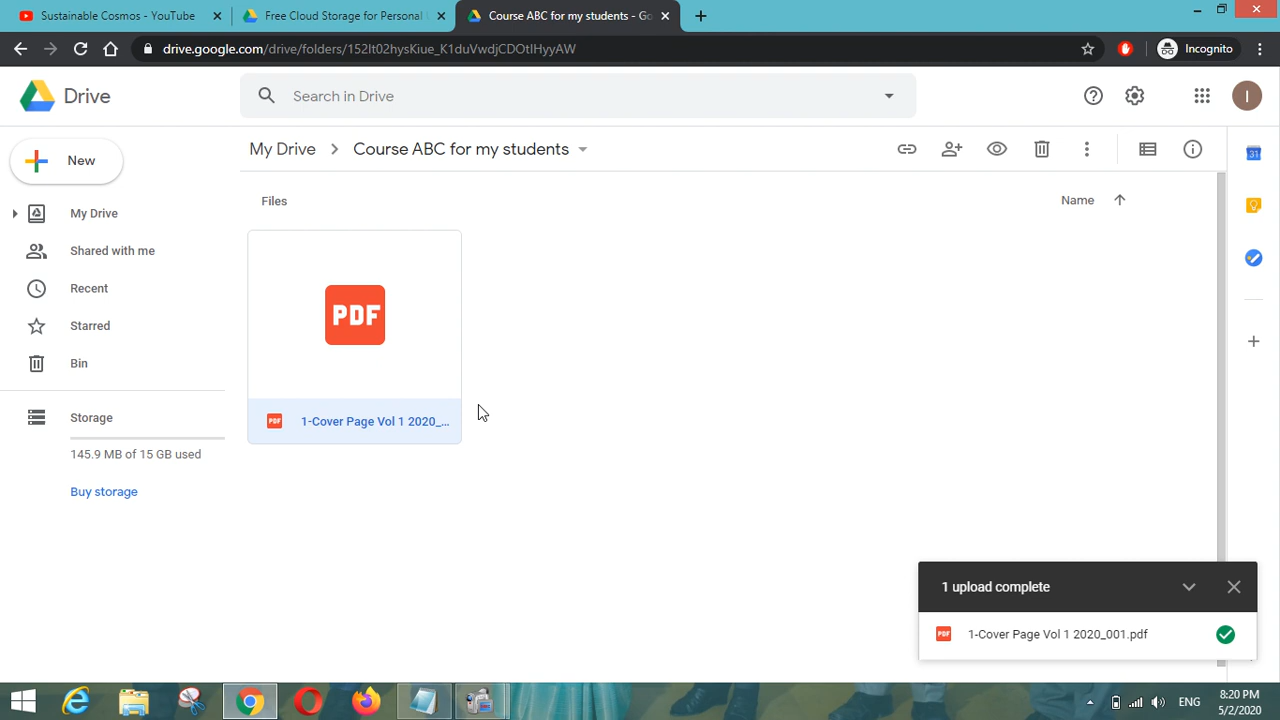 Sustainable Cosmos - YouTube
Free Cloud Storage for Personal
Course ABC for my students - Go
drive.google.com/drive/folders/152lt02hysKiue_K1duVwdjCDOtIHyyAW
Incognito
Drive
Search in Drive
I
New
My Drive
Course ABC for my students
31
My Drive
Shared with me
Recent
Starred
Bin
Storage
145.9 MB of 15 GB used
Buy storage
Files
Name
PDF
PDF
1-Cover Page Vol 1 2020_...
1 upload complete
PDF
1-Cover Page Vol 1 2020_001.pdf
ENG
8:20 PM
5/2/2020